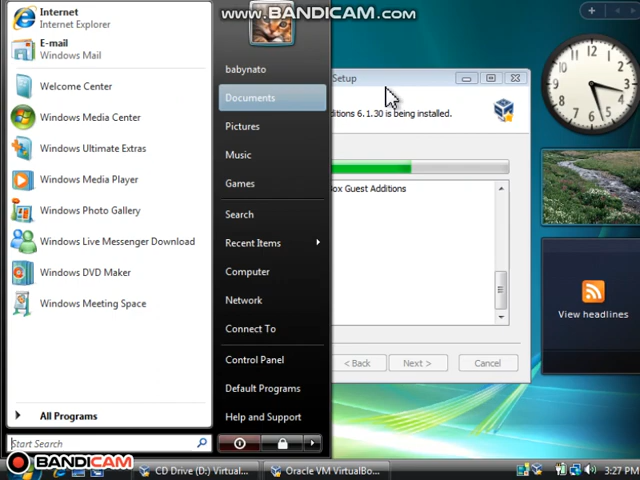 www.BANDICAM.com
Internet
Internet Explorer
E-mail
Windows Mail
Welcome Center
Windows Media Center
Windows Ultimate Extras
Windows Media Player
Windows Photo Gallery
Windows Live Messenger Download
Windows DVD Maker
Windows Meeting Space
All Programs
Start Search
babynato
Documents
Pictures
Music
Games
Search
Recent Items
Computer
Network
Connect To
Control Panel
Default Programs
Help and Support
Setup
ditions 6.1.30 is being installed.
ox Guest Additions
< Back
Next >
Cancel
View headlines
BANDICAM
CD Drive (D:) Virtual...
Oracle VM VirtualBo...
3:27 PM